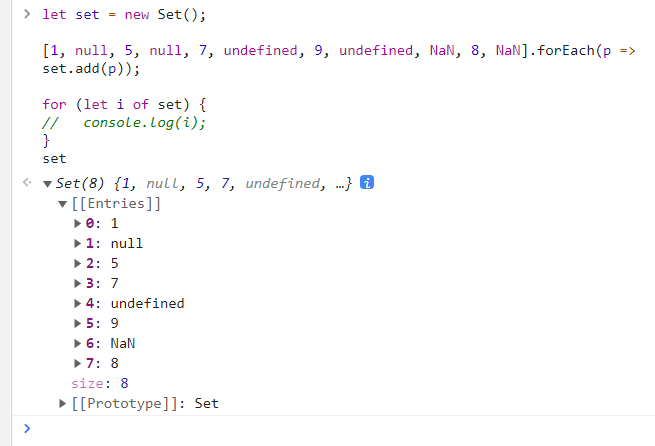 let set = new Set();
[1, null, 5, null, 7, undefined, 9, undefined, NaN, 8, NaN].forEach(p =>
set.add(p));
for (let i of set) {
//   console.log(i);
}
set
Set(8) {1, null, 5, 7, undefined, …} i
[[Entries]]
0: 1
1: null
2: 5
3: 7
4: undefined
5: 9
6: NaN
7: 8
size: 8
[[Prototype]]: Set